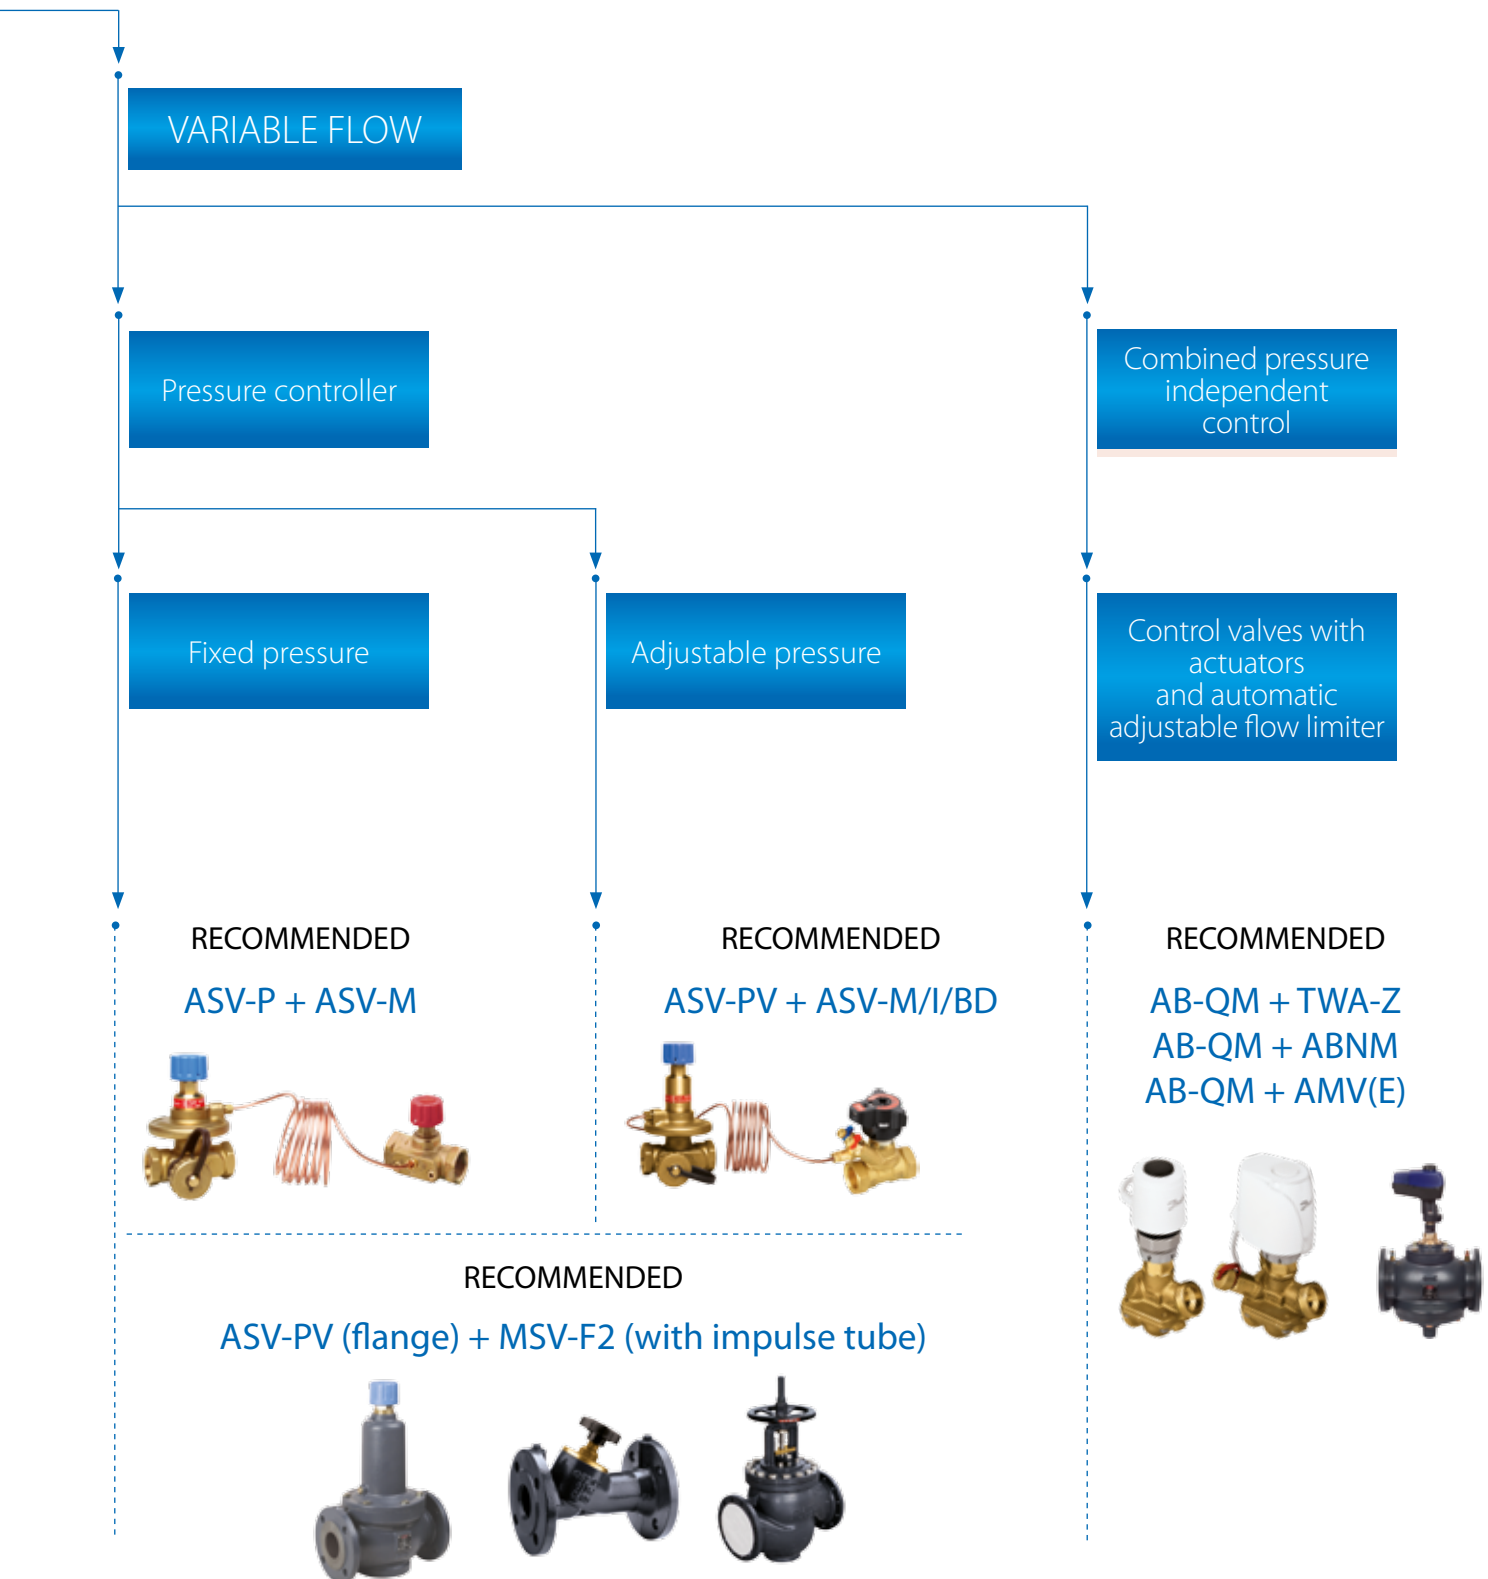 VARIABLE FLOW
Pressure controller
Combined pressure
independent
control
Fixed pressure
Adjustable pressure
Control valves with
actuators
and automatic
adjustable flow limiter
RECOMMENDED
ASV-P + ASV-M
RECOMMENDED
ASV-PV + ASV-M/I/BD
RECOMMENDED
AB-QM + TWA-Z
AB-QM + ABNM
AB-QM + AMV(E)
RECOMMENDED
ASV-PV (flange) + MSV-F2 (with impulse tube)